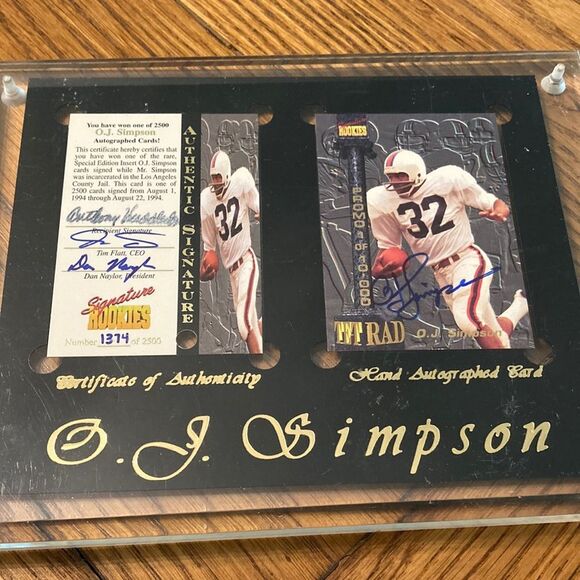 You have won one of 2500
O.J. Simpson
Autographed Cards!
This certificate hereby certifies that
you have won one of the rare,
Special Edition Insert O.J. Simpson
cards signed while Mr. Simpson
was incarcerated in the Los Angeles
County Jail. This card is one of
2500 cards signed from August 1,
1994 through August 22, 1994.
Anthony
Recipient Signature
Tim Flatt, CEO
Dan Naylor, President
Signature
ROOKIES
Number 1374 of 2500
AUTHENTIC SIGNATURE
32
ROOKIES
PROMO 1 of 10,000
32
OJ Simpson
TETRAD
O.J. Simpson
Certificate of Authenticity
Hand Autographed Card
O.J. Simpson